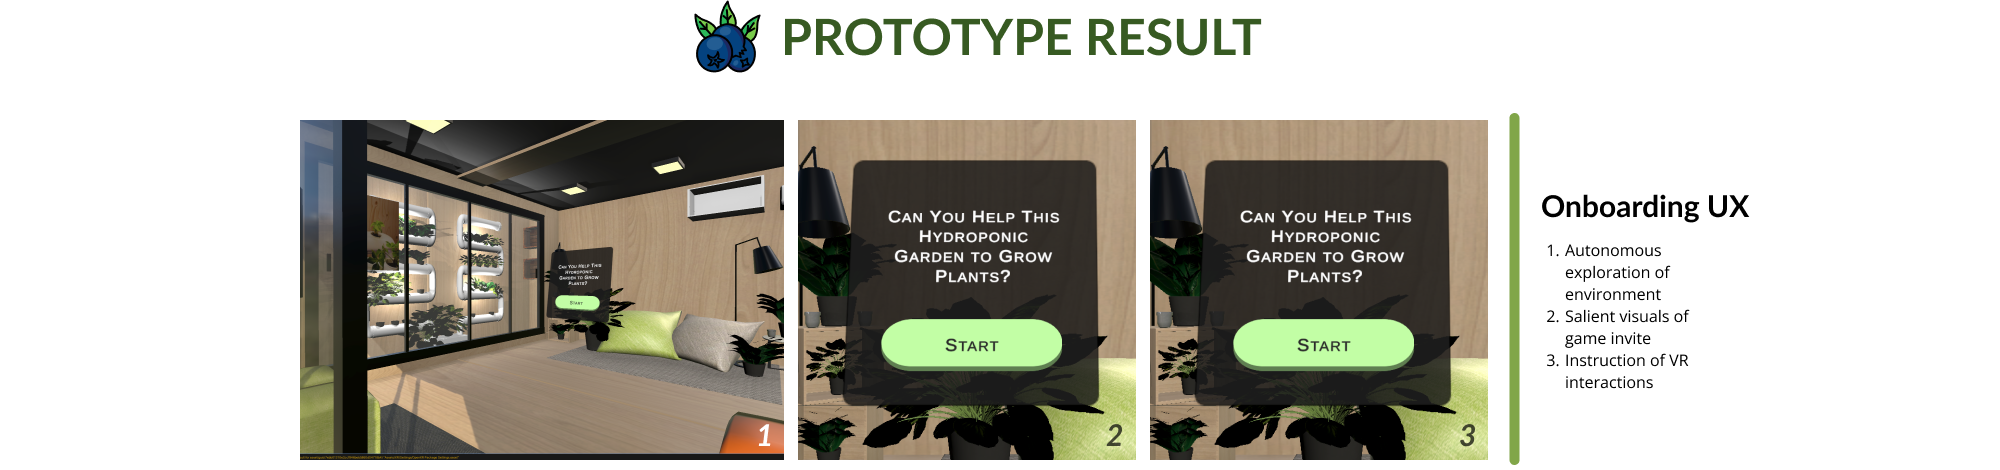 PROTOTYPE RESULT
CAN YOU HELP THIS
HYDROPONIC
GARDEN TO GROW
PLANTS?
START
1
CAN YOU HELP THIS
HYDROPONIC
GARDEN TO GROW
PLANTS?
START
2
CAN YOU HELP THIS
HYDROPONIC
GARDEN TO GROW
PLANTS?
START
3
Onboarding UX
1. Autonomous
exploration of
environment
2. Salient visuals of
game invite
3. Instruction of VR
interactions